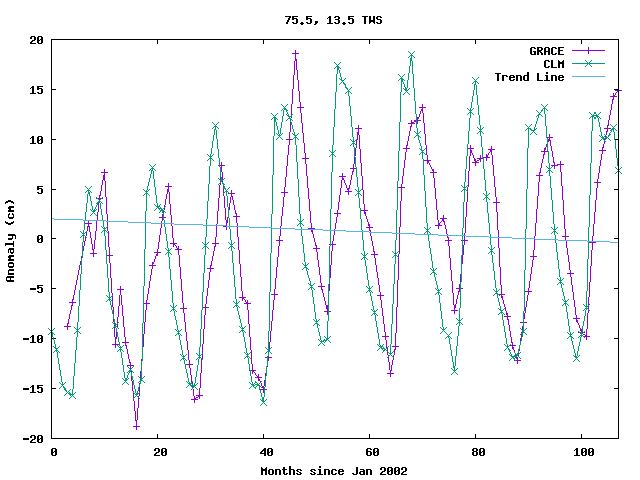 75.5, 13.5 TWS
GRACE
CLM
Trend Line
20
15
10
5
0
-5
-10
-15
-20
Anomaly (cm)
0 20 40 60 80 100
Months since Jan 2002